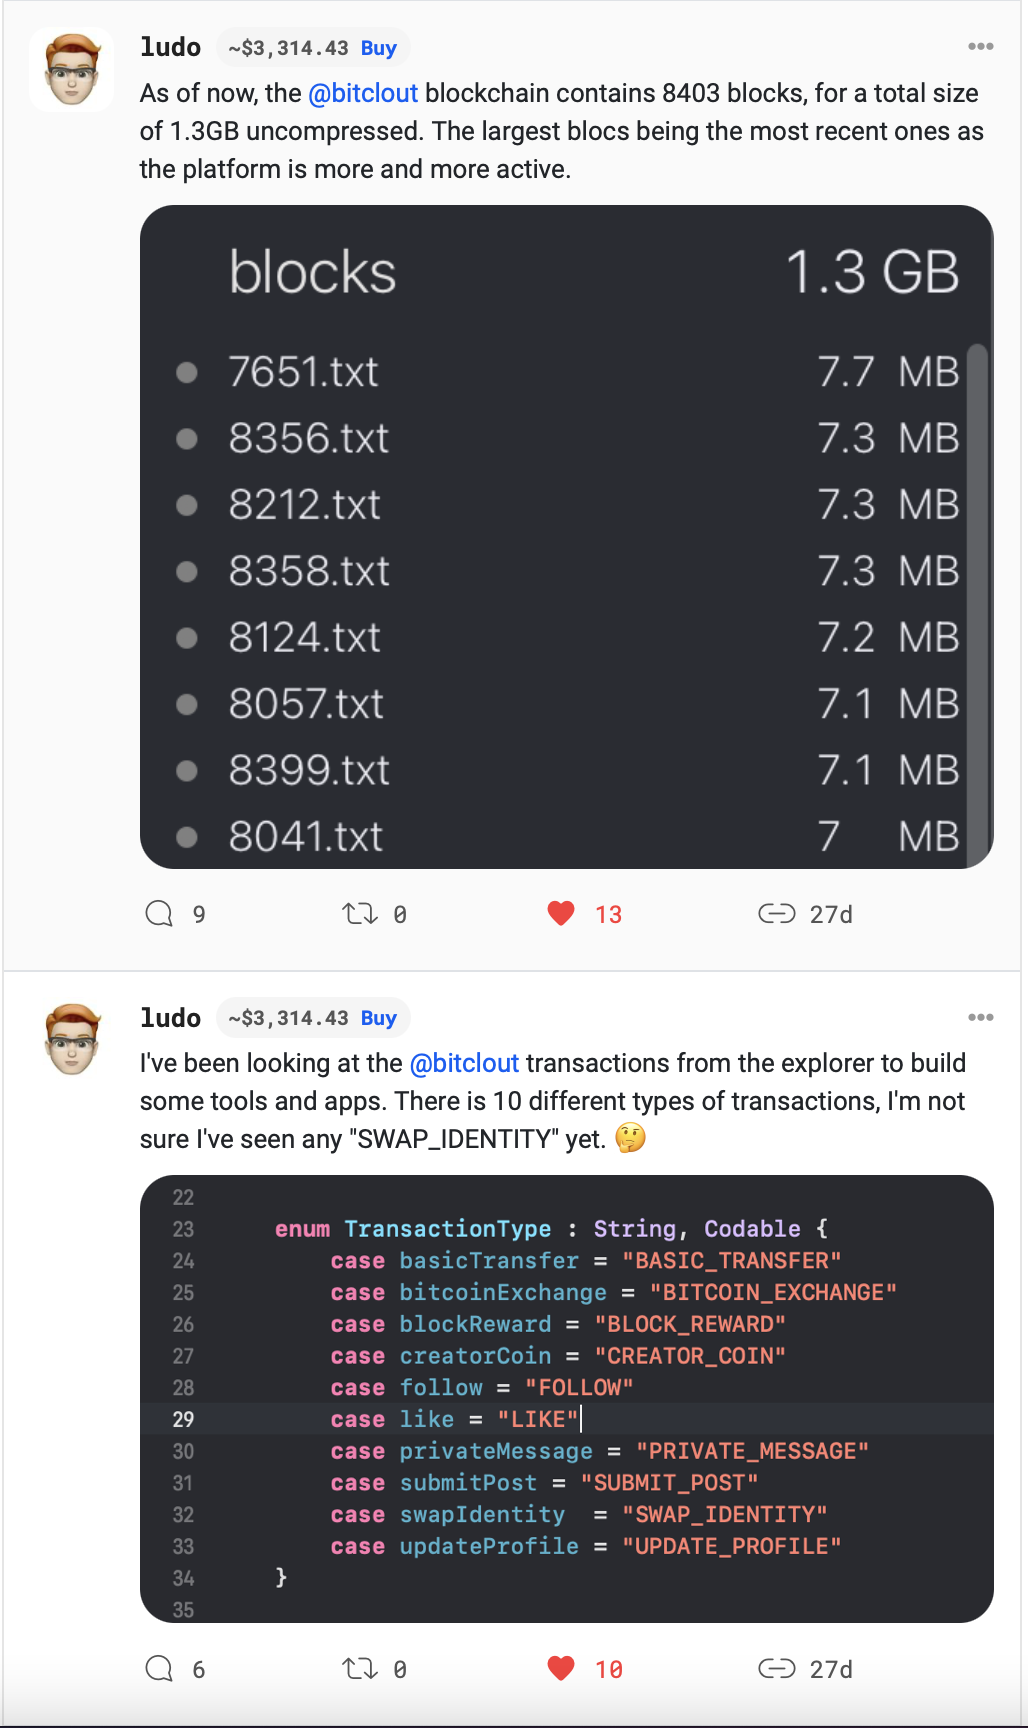 ludo ~$3,314.43 Buy
As of now, the @bitclout blockchain contains 8403 blocks, for a total size
of 1.3GB uncompressed. The largest blocs being the most recent ones as
the platform is more and more active.
blocks 1.3 GB
7651.txt 7.7 MB
8356.txt 7.3 MB
8212.txt 7.3 MB
8358.txt 7.3 MB
8124.txt 7.2 MB
8057.txt 7.1 MB
8399.txt 7.1 MB
8041.txt 7 MB
9 0 13 27d
ludo ~$3,314.43 Buy
I've been looking at the @bitclout transactions from the explorer to build
some tools and apps. There is 10 different types of transactions, I'm not
sure I've seen any "SWAP_IDENTITY" yet. 🤔
22
23 enum TransactionType : String, Codable {
24 case basicTransfer = "BASIC_TRANSFER"
25 case bitcoinExchange = "BITCOIN_EXCHANGE"
26 case blockReward = "BLOCK_REWARD"
27 case creatorCoin = "CREATOR_COIN"
28 case follow = "FOLLOW"
29 case like = "LIKE"
30 case privateMessage = "PRIVATE_MESSAGE"
31 case submitPost = "SUBMIT_POST"
32 case swapIdentity = "SWAP_IDENTITY"
33 case updateProfile = "UPDATE_PROFILE"
34 }
35
6 0 10 27d